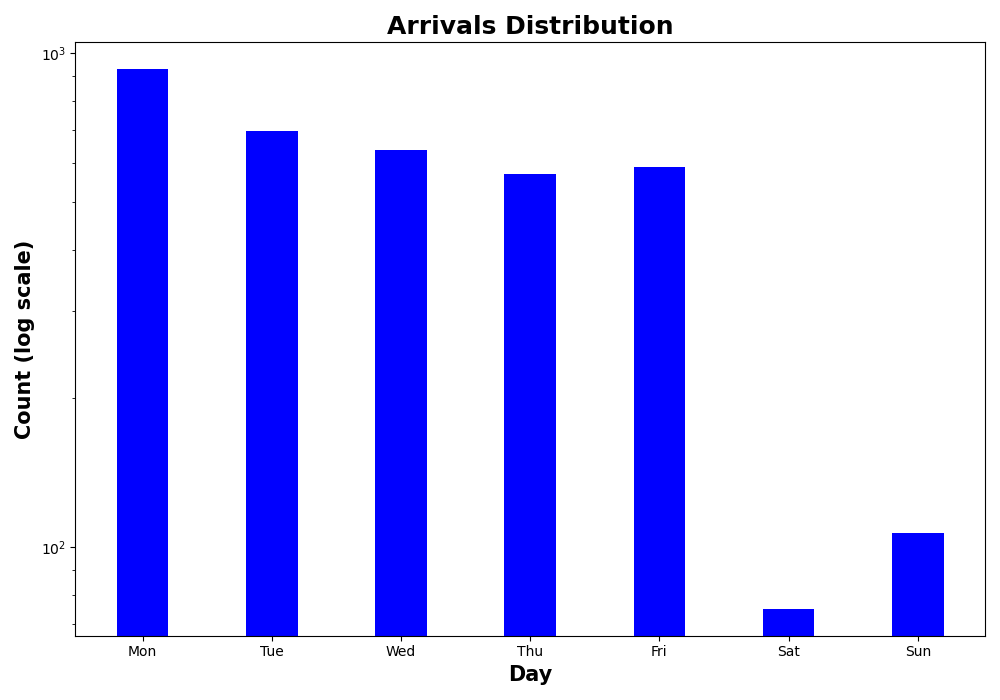 Arrivals Distribution
10³
10²
Count (log scale)
Mon Tue Wed Thu Fri Sat Sun
Day